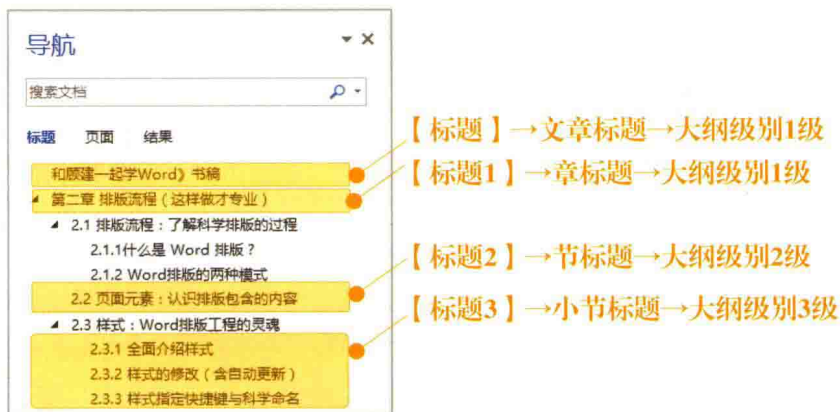 导航
搜索文档
标题 页面 结果
和顾建一起学Word》书稿
第二章 排版流程（这样做才专业）
2.1 排版流程：了解科学排版的过程
2.1.1什么是 Word 排版？
2.1.2 Word排版的两种模式
2.2 页面元素：认识排版包含的内容
2.3 样式：Word排版工程的灵魂
2.3.1 全面介绍样式
2.3.2 样式的修改（含自动更新）
2.3.3 样式指定快捷键与科学命名
【标题】→文章标题→大纲级别1级
【标题1】→章标题→大纲级别1级
【标题2】→节标题→大纲级别2级
【标题3】→小节标题→大纲级别3级